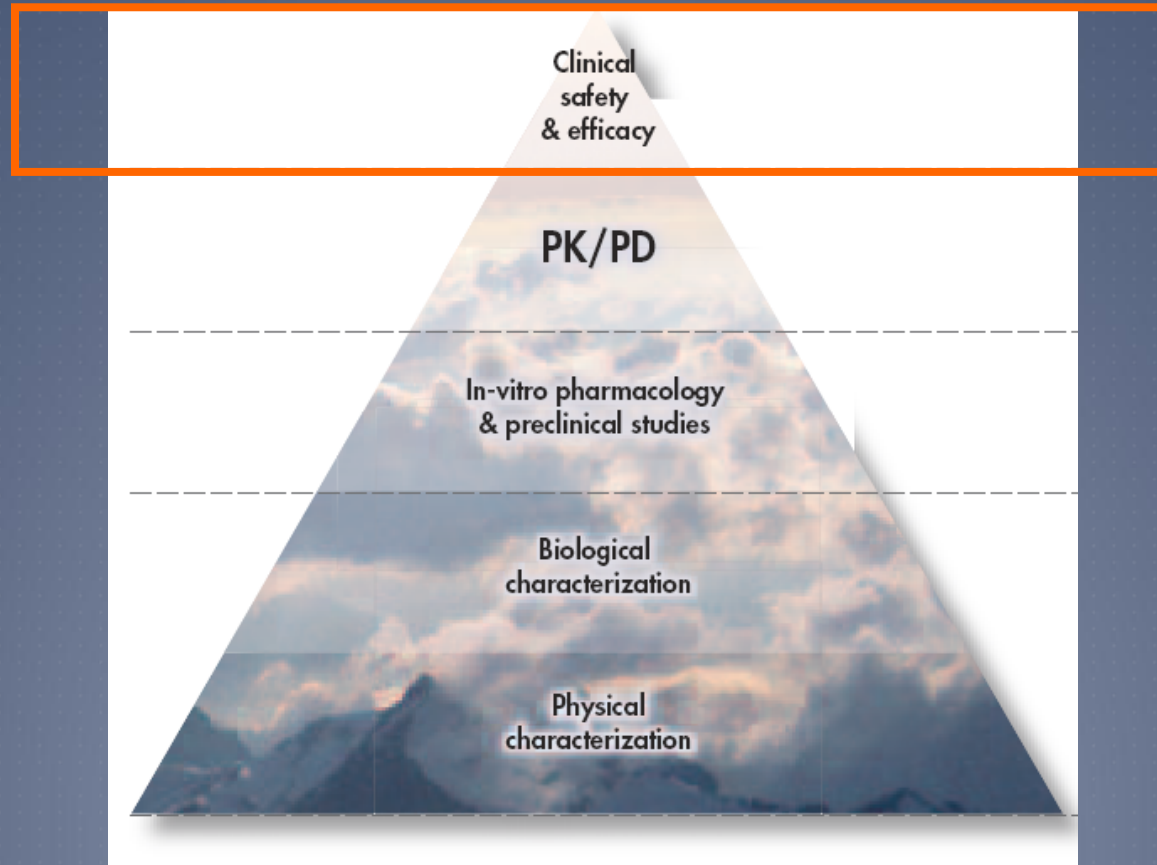 Clinical
safety
& efficacy
PK/PD
In-vitro pharmacology
& preclinical studies
Biological
characterization
Physical
characterization